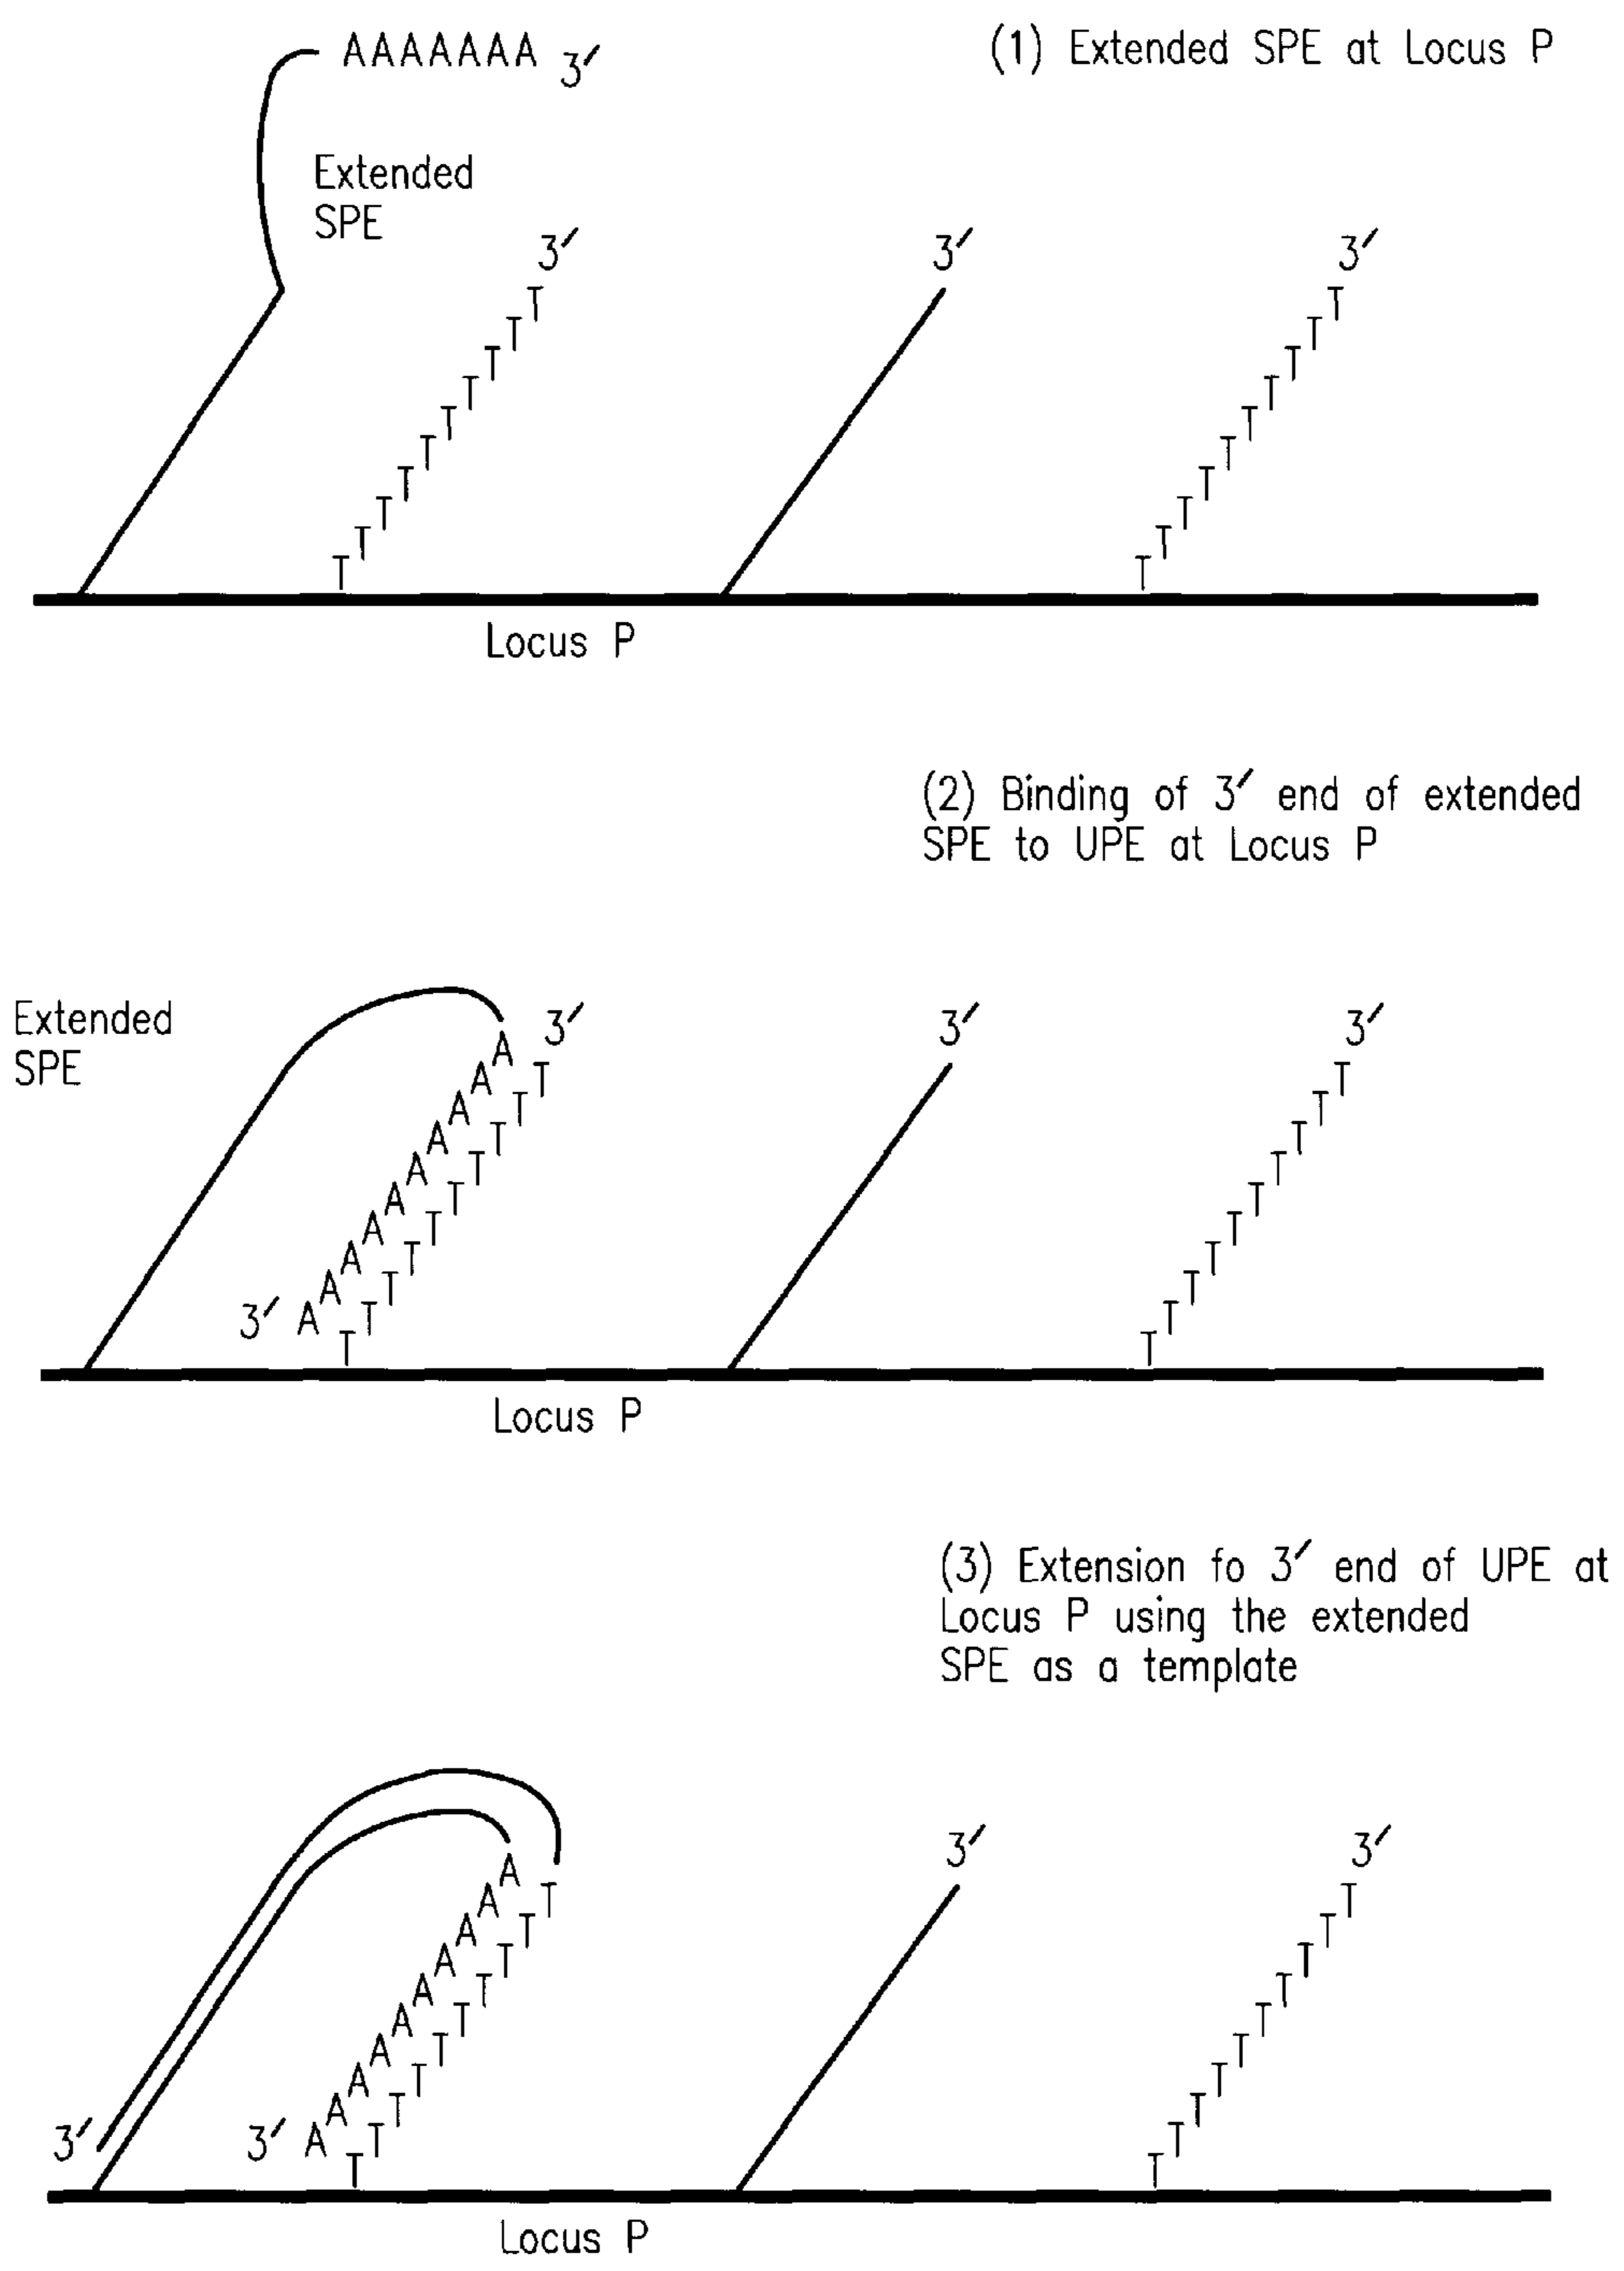 AAAAAAA 3′
(1) Extended SPE at Locus P
Extended
SPE
3′
TTTTTTTTTT
3′
3′
TTTTTTTTTT
Locus P
(2) Binding of 3′ end of extended
SPE to UPE at Locus P
Extended
SPE
3′ AAAAAAAAAA
3′
TTTTTTTTTT
3′
3′
TTTTTTTTTT
Locus P
(3) Extension fo 3′ end of UPE at
Locus P using the extended
SPE as a template
3′
3′ AAAAAAAAAA
TTTTTTTTTT
3′
3′
TTTTTTTTTT
Locus P